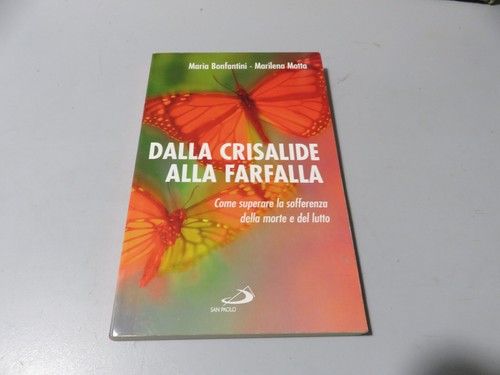 Maria Bonfantini - Marilena Motta
DALLA CRISALIDE
ALLA FARFALLA
Come superare la sofferenza
della morte e del lutto
SAN PAOLO